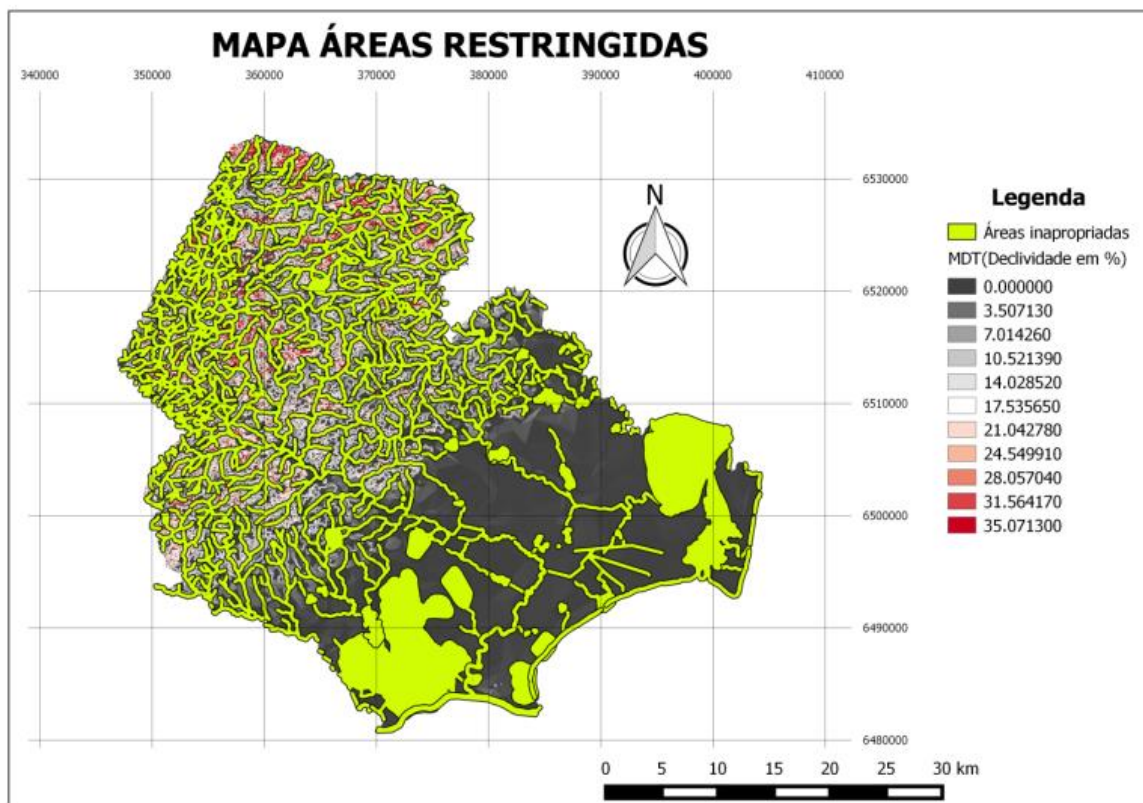 MAPA ÁREAS RESTRINGIDAS
340000 350000 360000 370000 380000 390000 400000 410000
6530000
6520000
6510000
6500000
6490000
6480000
N
Legenda
Áreas inapropriadas
MDT(Declividade em %)
0.000000
3.507130
7.014260
10.521390
14.028520
17.535650
21.042780
24.549910
28.057040
31.564170
35.071300
0 5 10 20 25 30 km